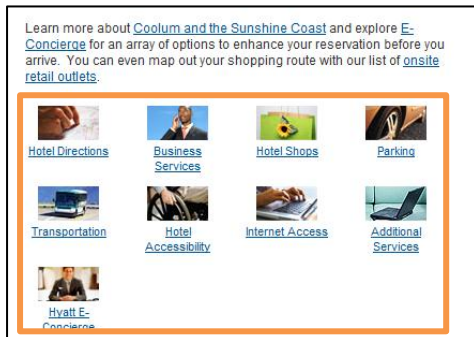 Learn more about Coolum and the Sunshine Coast and explore E-
Concierge for an array of options to enhance your reservation before you
arrive. You can even map out your shopping route with our list of onsite
retail outlets.
Hotel Directions Business Services Hotel Shops Parking
Transportation Hotel Accessibility Internet Access Additional Services
Hyatt E-
Concierge